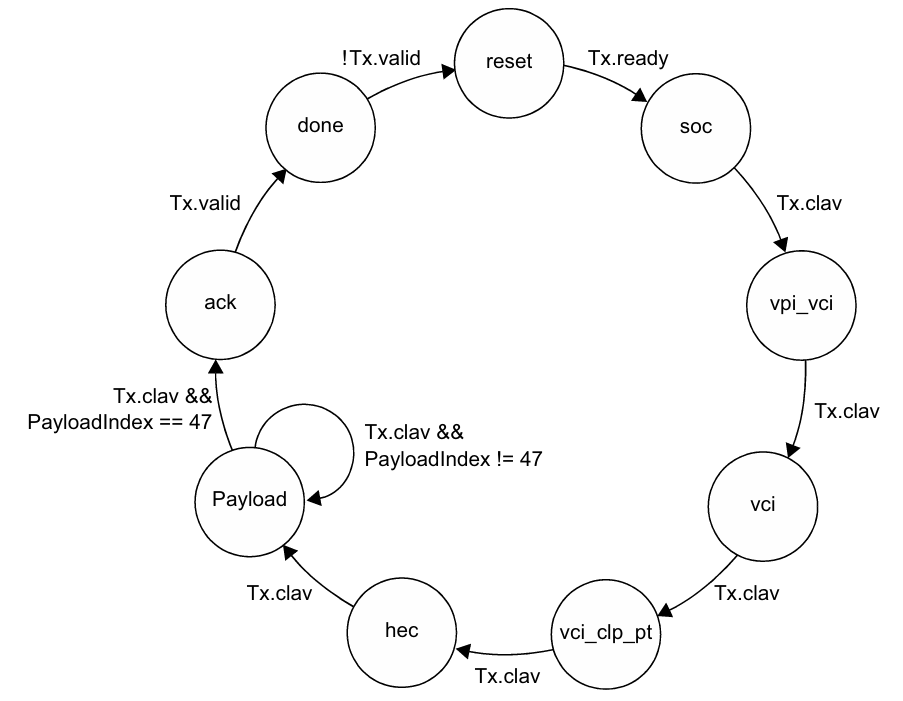 reset
!Tx.valid
Tx.ready
done
soc
Tx.valid
Tx.clav
ack
vpi_vci
Tx.clav &&
PayloadIndex == 47
Tx.clav
Tx.clav &&
PayloadIndex != 47
Payload
vci
Tx.clav
Tx.clav
hec
vci_clp_pt
Tx.clav